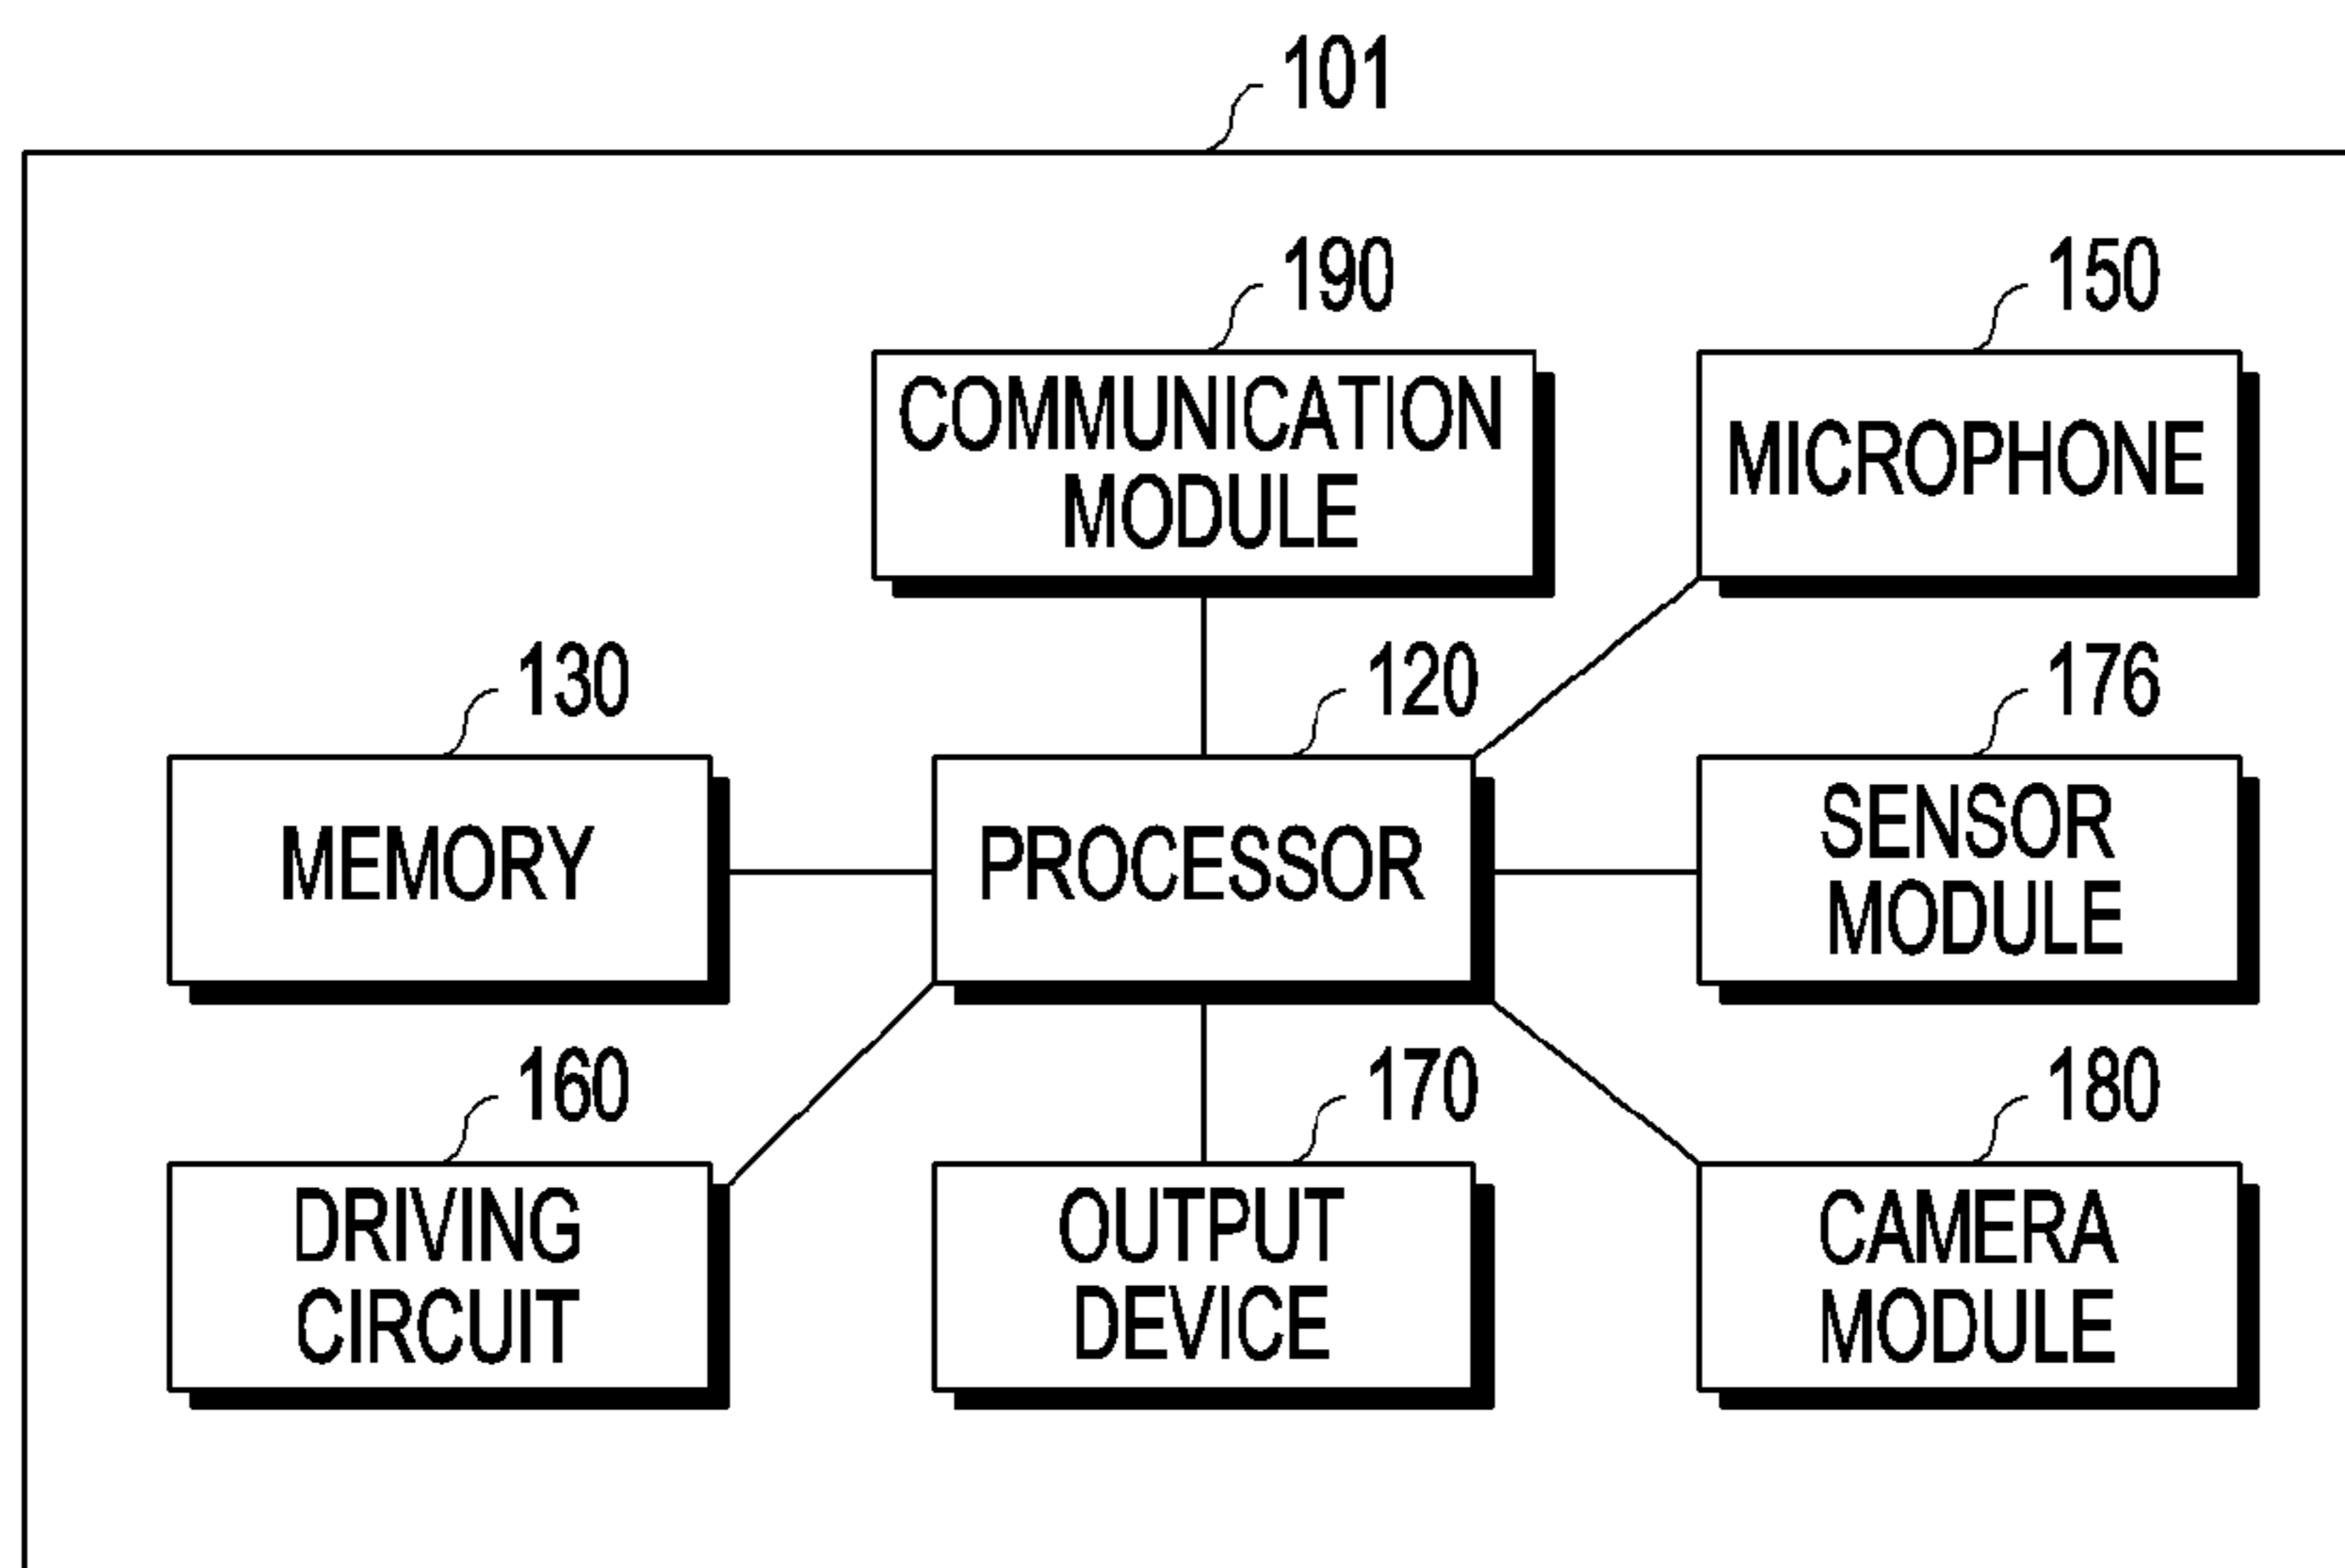 101
190
150
COMMUNICATION
MODULE
MICROPHONE
130
120
176
MEMORY
PROCESSOR
SENSOR
MODULE
160
170
180
DRIVING
CIRCUIT
OUTPUT
DEVICE
CAMERA
MODULE